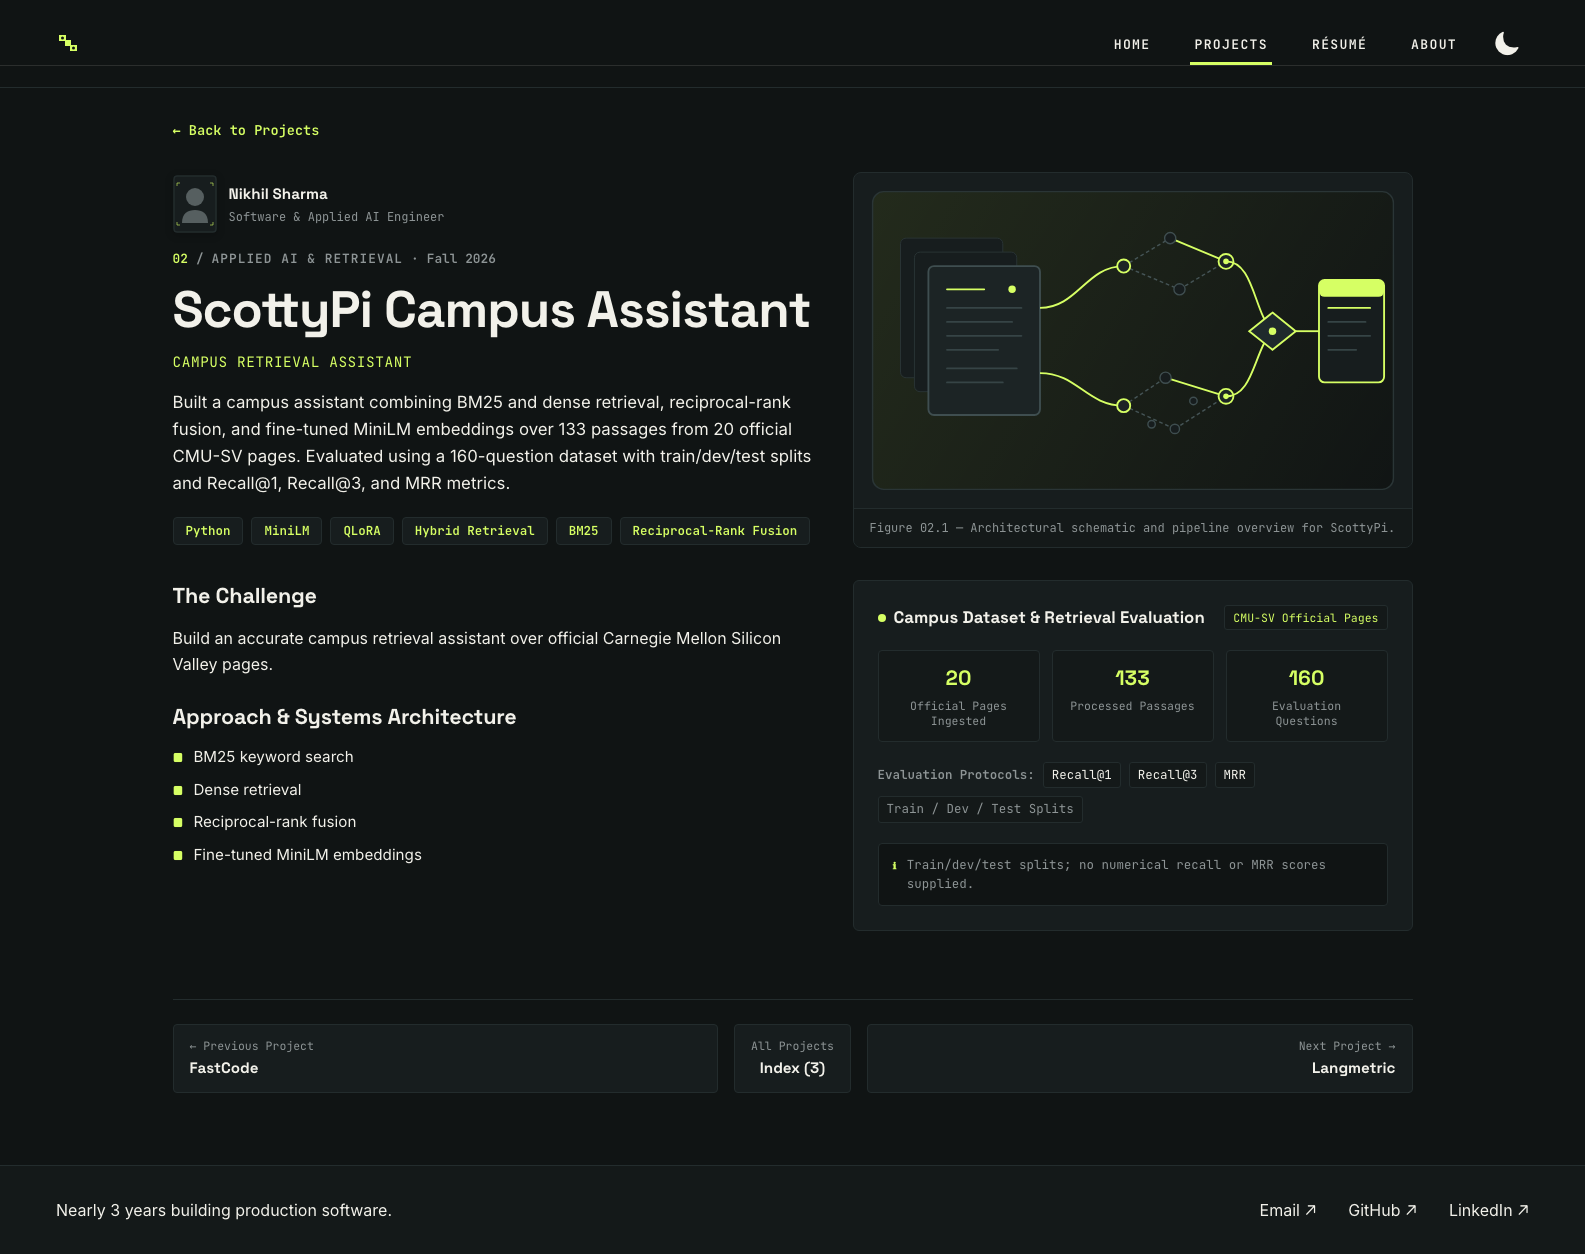 HOME PROJECTS RÉSUMÉ ABOUT
← Back to Projects
Nikhil Sharma
Software & Applied AI Engineer
02 / APPLIED AI & RETRIEVAL · Fall 2026
ScottyPi Campus Assistant
CAMPUS RETRIEVAL ASSISTANT
Built a campus assistant combining BM25 and dense retrieval, reciprocal-rank
fusion, and fine-tuned MiniLM embeddings over 133 passages from 20 official
CMU-SV pages. Evaluated using a 160-question dataset with train/dev/test splits
and Recall@1, Recall@3, and MRR metrics.
Python MiniLM QLoRA Hybrid Retrieval BM25 Reciprocal-Rank Fusion
The Challenge
Build an accurate campus retrieval assistant over official Carnegie Mellon Silicon
Valley pages.
Approach & Systems Architecture
BM25 keyword search
Dense retrieval
Reciprocal-rank fusion
Fine-tuned MiniLM embeddings
Figure 02.1 — Architectural schematic and pipeline overview for ScottyPi.
Campus Dataset & Retrieval Evaluation CMU-SV Official Pages
20
Official Pages
Ingested
133
Processed Passages
160
Evaluation
Questions
Evaluation Protocols: Recall@1 Recall@3 MRR
Train / Dev / Test Splits
ℹ Train/dev/test splits; no numerical recall or MRR scores
supplied.
← Previous Project
FastCode
All Projects
Index (3)
Next Project →
Langmetric
Nearly 3 years building production software.
Email ↗ GitHub ↗ LinkedIn ↗